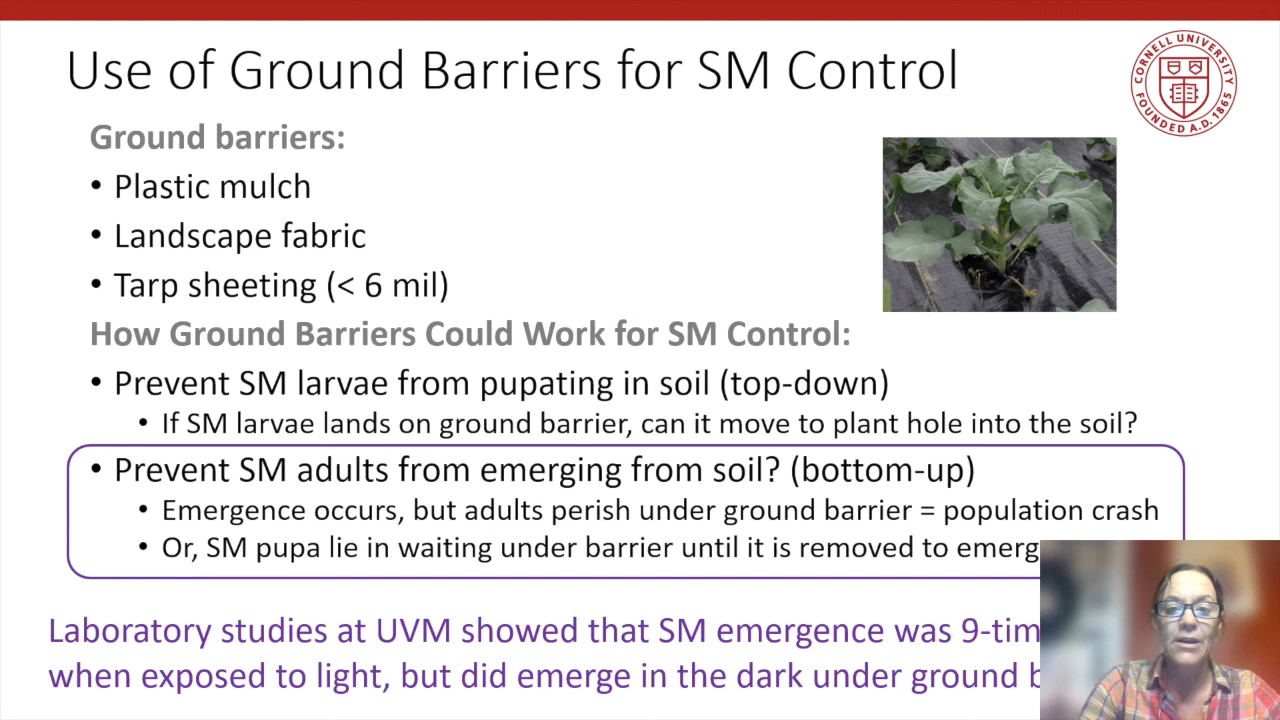 Use of Ground Barriers for SM Control
CORNELL UNIVERSITY
FOUNDED A.D. 1865
Ground barriers:
• Plastic mulch
• Landscape fabric
• Tarp sheeting (< 6 mil)
How Ground Barriers Could Work for SM Control:
• Prevent SM larvae from pupating in soil (top-down)
• If SM larvae lands on ground barrier, can it move to plant hole into the soil?
• Prevent SM adults from emerging from soil? (bottom-up)
• Emergence occurs, but adults perish under ground barrier = population crash
• Or, SM pupa lie in waiting under barrier until it is removed to
Laboratory studies at UVM showed that SM emergence was
when exposed to light, but did emerge in the dark under ground